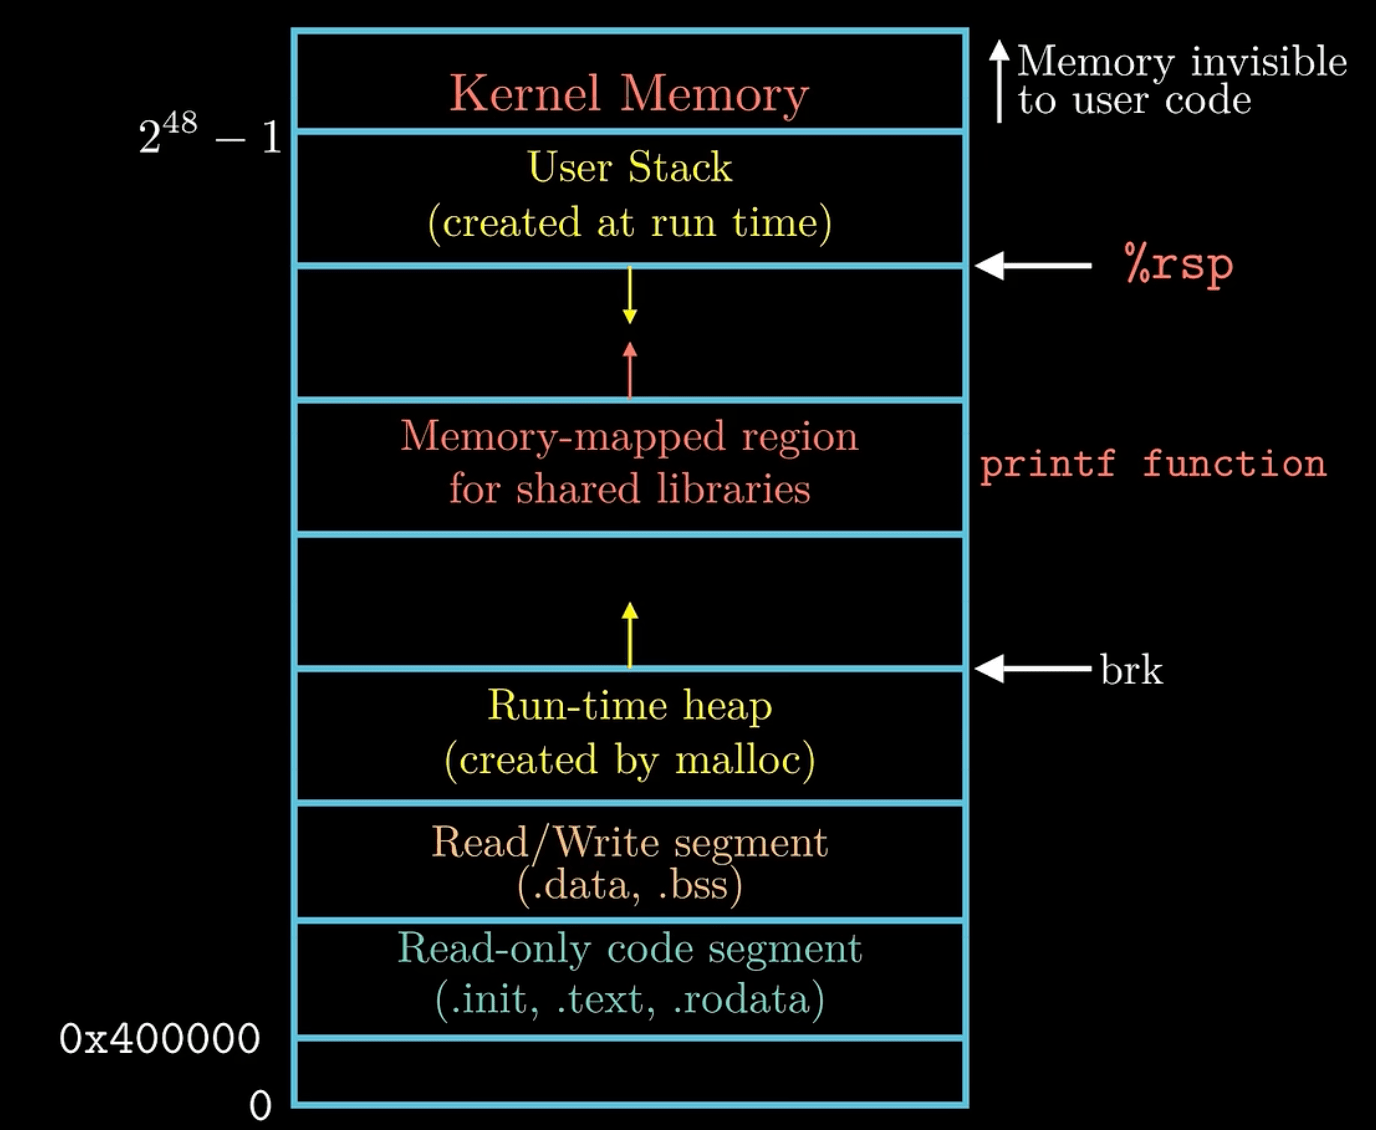 Kernel Memory
Memory invisible
to user code
2^48 − 1
User Stack
(created at run time)
%rsp
Memory-mapped region
for shared libraries
printf function
brk
Run-time heap
(created by malloc)
Read/Write segment
(.data, .bss)
Read-only code segment
(.init, .text, .rodata)
0x400000
0